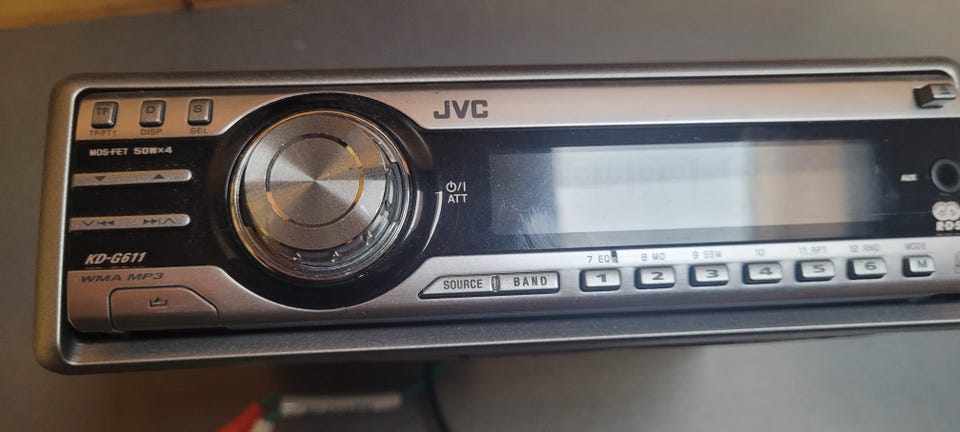 T/P
D
S
TP/PTY
DISP
SEL
JVC
MOS-FET 50W×4
⏻/I
ATT
AUX
RDS
KD-G611
WMA MP3
SOURCE
BAND
7 EQ
8 MO
9 SSM
10
11 RPT
12 RND
MODE
1
2
3
4
5
6
M